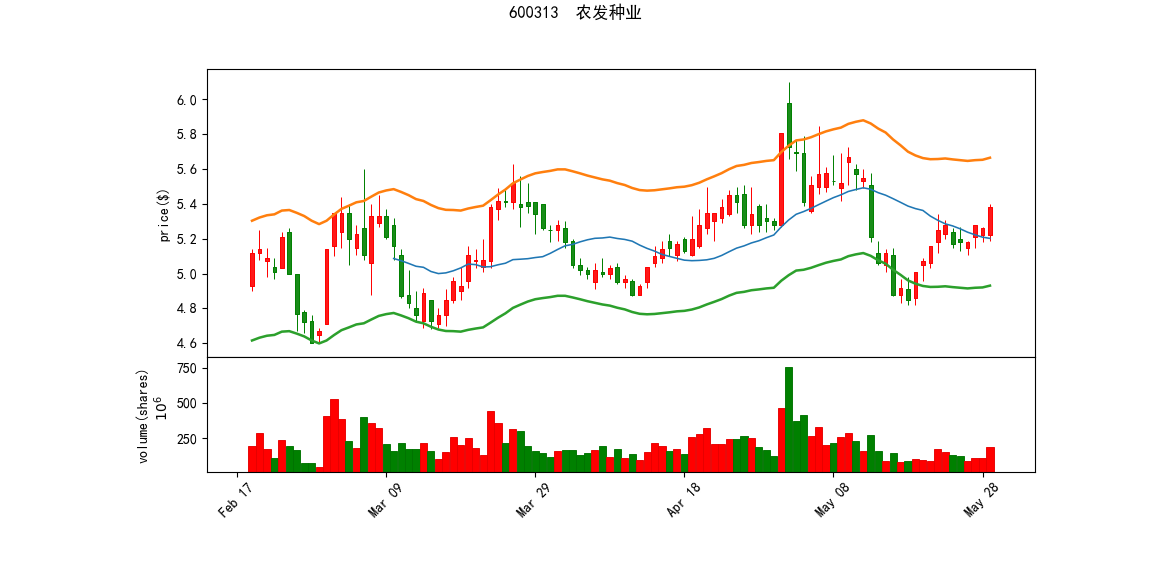 600313 农发种业
price($)
6.0
5.8
5.6
5.4
5.2
5.0
4.8
4.6
volume(shares)
10^6
750
500
250
Feb 17
Mar 09
Mar 29
Apr 18
May 08
May 28